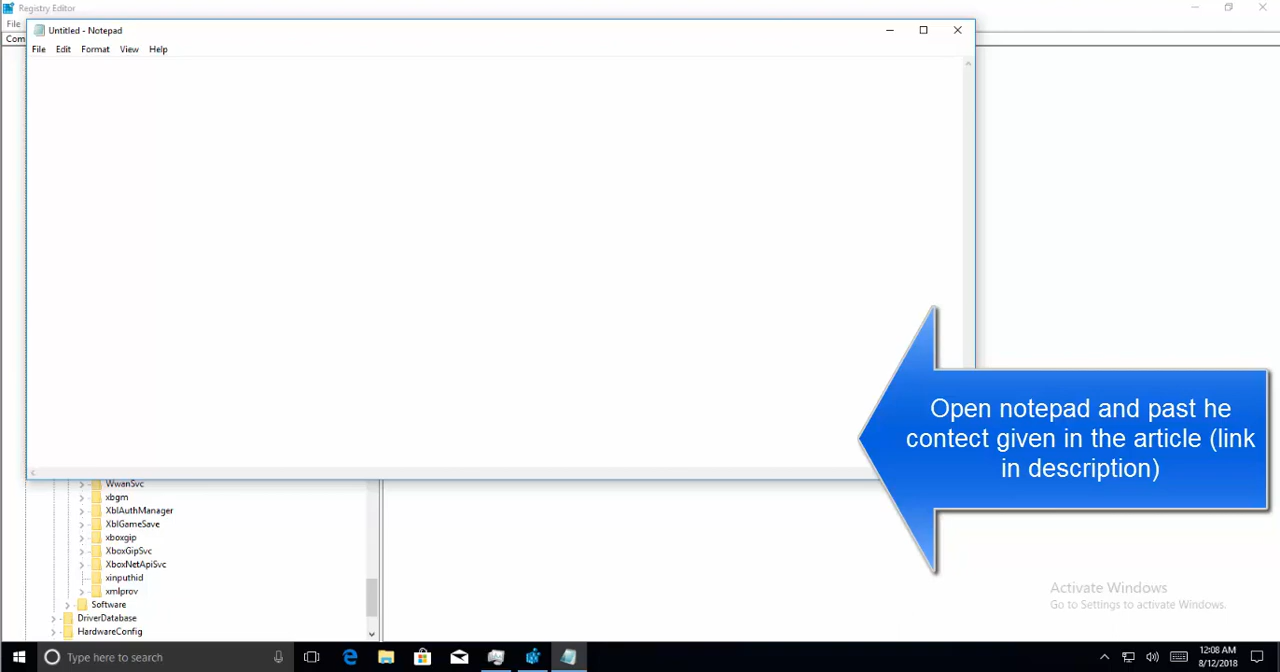 Registry Editor
File
Com
Untitled - Notepad
File Edit Format View Help
Open notepad and past he
contect given in the article (link
in description)
WwanSvc
xbgm
XblAuthManager
XblGameSave
xboxgip
XboxGipSvc
XboxNetApiSvc
xinputhid
xmlprov
Software
DriverDatabase
HardwareConfig
Activate Windows
Go to Settings to activate Windows.
Type here to search
12:08 AM
8/12/2018